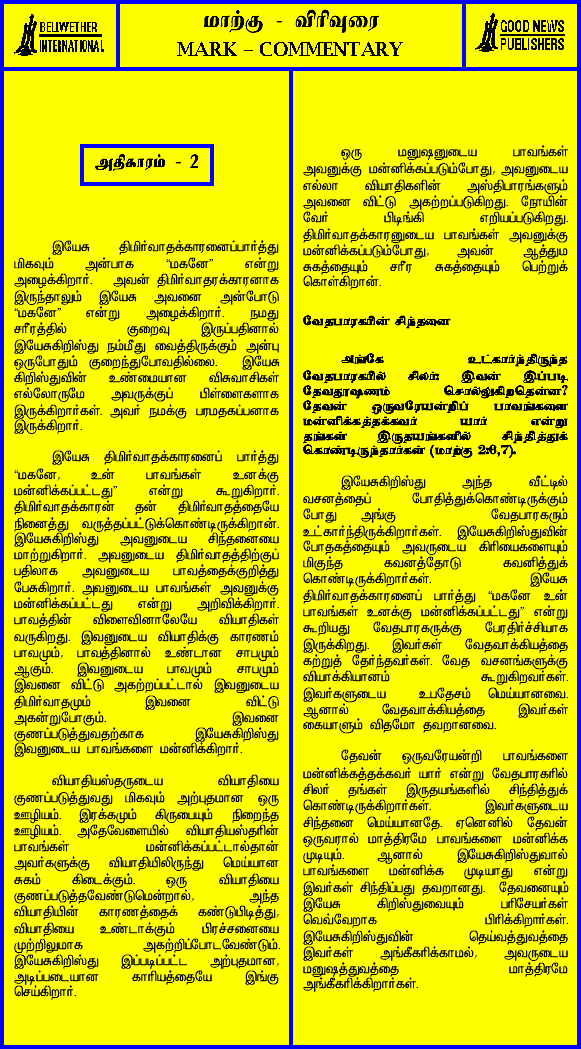 BELLWETHER
INTERNATIONAL
மாற்கு - விரிவுரை
MARK – COMMENTARY
GOOD NEWS
PUBLISHERS
அதிகாரம் - 2
இயேசு திமிர்வாதக்காரனைப்பார்த்து
மிகவும் அன்பாக “மகனே” என்று
அழைக்கிறார். அவன் திமிர்வாதரக்காரனாக
இருந்தாலும் இயேசு அவனை அன்போடு
“மகனே” என்று அழைக்கிறார். நமது
சரீரத்தில் குறைவு இருப்பதினால்
இயேசுகிறிஸ்து நம்மீது வைத்திருக்கும் அன்பு
ஒருபோதும் குறைந்துபோவதில்லை. இயேசு
கிறிஸ்துவின் உண்மையான விசுவாசிகள்
எல்லோருமே அவருக்குப் பிள்ளைகளாக
இருக்கிறார்கள். அவர் நமக்கு பரமதகப்பனாக
இருக்கிறார்.
இயேசு திமிர்வாதக்காரனைப் பார்த்து
“மகனே, உன் பாவங்கள் உனக்கு
மன்னிக்கப்பட்டது” என்று கூறுகிறார்.
திமிர்வாதக்காரன் தன் திமிர்வாதத்தையே
நினைத்து வருத்தப்பட்டுக்கொண்டிருக்கிறான்.
இயேசுகிறிஸ்து அவனுடைய சிந்தனையை
மாற்றுகிறார். அவனுடைய திமிர்வாதத்திற்குப்
பதிலாக அவனுடைய பாவத்தைக்குறித்து
பேசுகிறார். அவனுடைய பாவங்கள் அவனுக்கு
மன்னிக்கப்பட்டது என்று அறிவிக்கிறார்.
பாவத்தின் விளைவினாலேயே வியாதிகள்
வருகிறது. இவனுடைய வியாதிக்கு காரணம்
பாவமும், பாவத்தினால் உண்டான சாபமும்
ஆகும். இவனுடைய பாவமும் சாபமும்
இவனை விட்டு அகற்றப்பட்டால் இவனுடைய
திமிர்வாதமும் இவனை விட்டு
அகன்றுபோகும். இவனை
குணப்படுத்துவதற்காக இயேசுகிறிஸ்து
இவனுடைய பாவங்களை மன்னிக்கிறார்.
வியாதியஸ்தருடைய வியாதியை
குணப்படுத்துவது மிகவும் அற்புதமான ஒரு
ஊழியம். இரக்கமும் கிருபையும் நிறைந்த
ஊழியம். அதேவேளையில் வியாதியஸ்தரின்
பாவங்கள் மன்னிக்கப்பட்டால்தான்
அவர்களுக்கு வியாதியிலிருந்து மெய்யான
சுகம் கிடைக்கும். ஒரு வியாதியை
குணப்படுத்தவேண்டுமென்றால், அந்த
வியாதியின் காரணத்தைக் கண்டுபிடித்து,
வியாதியை உண்டாக்கும் பிரச்சனையை
முற்றிலுமாக அகற்றிப்போடவேண்டும்.
இயேசுகிறிஸ்து இப்படிப்பட்ட அற்புதமான,
அடிப்படையான காரியத்தையே இங்கு
செய்கிறார்.
ஒரு மனுஷனுடைய பாவங்கள்
அவனுக்கு மன்னிக்கப்படும்போது, அவனுடைய
எல்லா வியாதிகளின் அஸ்திபாரங்களும்
அவனை விட்டு அகற்றப்படுகிறது. நோயின்
வேர் பிடிங்கி எறியப்படுகிறது.
திமிர்வாதக்காரனுடைய பாவங்கள் அவனுக்கு
மன்னிக்கப்படும்போது, அவன் ஆத்தும
சுகத்தையும் சரீர சுகத்தையும் பெற்றுக்
கொள்கிறான்.
வேதபாரகரின் சிந்தனை
அங்கே உட்கார்ந்திருந்த
வேதபாரகரில் சிலர்: இவன் இப்படி
தேவதூஷணம் சொல்லுகிறதென்ன?
தேவன் ஒருவரேயன்றிப் பாவங்களை
மன்னிக்கத்தக்கவர் யார் என்று
தங்கள் இருதயங்களில் சிந்தித்துக்
கொண்டிருந்தார்கள் (மாற்கு 2:6,7).
இயேசுகிறிஸ்து அந்த வீட்டில்
வசனத்தைப் போதித்துக்கொண்டிருக்கும்
போது அங்கு வேதபாரகரும்
உட்கார்ந்திருக்கிறார்கள். இயேசுகிறிஸ்துவின்
போதகத்தையும் அவருடைய கிரியைகளையும்
மிகுந்த கவனத்தோடு கவனித்துக்
கொண்டிருக்கிறார்கள். இயேசு
திமிர்வாதக்காரனைப் பார்த்து “மகனே உன்
பாவங்கள் உனக்கு மன்னிக்கப்பட்டது” என்று
கூறியது வேதபாரகருக்கு பேரதிர்ச்சியாக
இருக்கிறது. இவர்கள் வேதவாக்கியத்தை
கற்றுத் தேர்ந்தவர்கள். வேத வசனங்களுக்கு
வியாக்கியானம் கூறுகிறவர்கள்.
இவர்களுடைய உபதேசம் மெய்யானவை.
ஆனால் வேதவாக்கியத்தை இவர்கள்
கையாளும் விதமோ தவறானவை.
தேவன் ஒருவரேயன்றி பாவங்களை
மன்னிக்கத்தக்கவர் யார் என்று வேதபாரகரில்
சிலர் தங்கள் இருதயங்களில் சிந்தித்துக்
கொண்டிருக்கிறார்கள். இவர்களுடைய
சிந்தனை மெய்யானதே. ஏனெனில் தேவன்
ஒருவரால் மாத்திரமே பாவங்களை மன்னிக்க
முடியும். ஆனால் இயேசுகிறிஸ்துவால்
பாவங்களை மன்னிக்க முடியாது என்று
இவர்கள் சிந்திப்பது தவறானது. தேவனையும்
இயேசு கிறிஸ்துவையும் பரிசேயர்கள்
வெவ்வேறாக பிரிக்கிறார்கள்.
இயேசுகிறிஸ்துவின் தெய்வத்துவத்தை
இவர்கள் அங்கீகரிக்காமல், அவருடைய
மனுஷத்துவத்தை மாத்திரமே
அங்கீகரிக்கிறார்கள்.